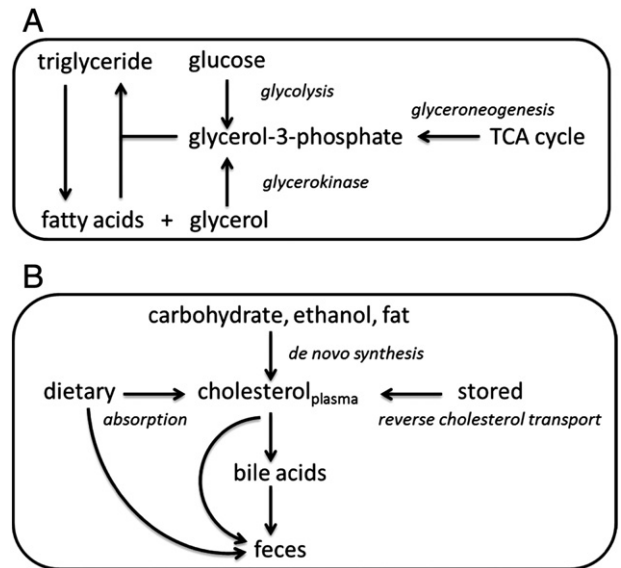 A
triglyceride glucose
glycolysis
glyceroneogenesis
glycerol-3-phosphate TCA cycle
glycerokinase
fatty acids + glycerol
B
carbohydrate, ethanol, fat
de novo synthesis
dietary cholesterol plasma stored
absorption reverse cholesterol transport
bile acids
feces